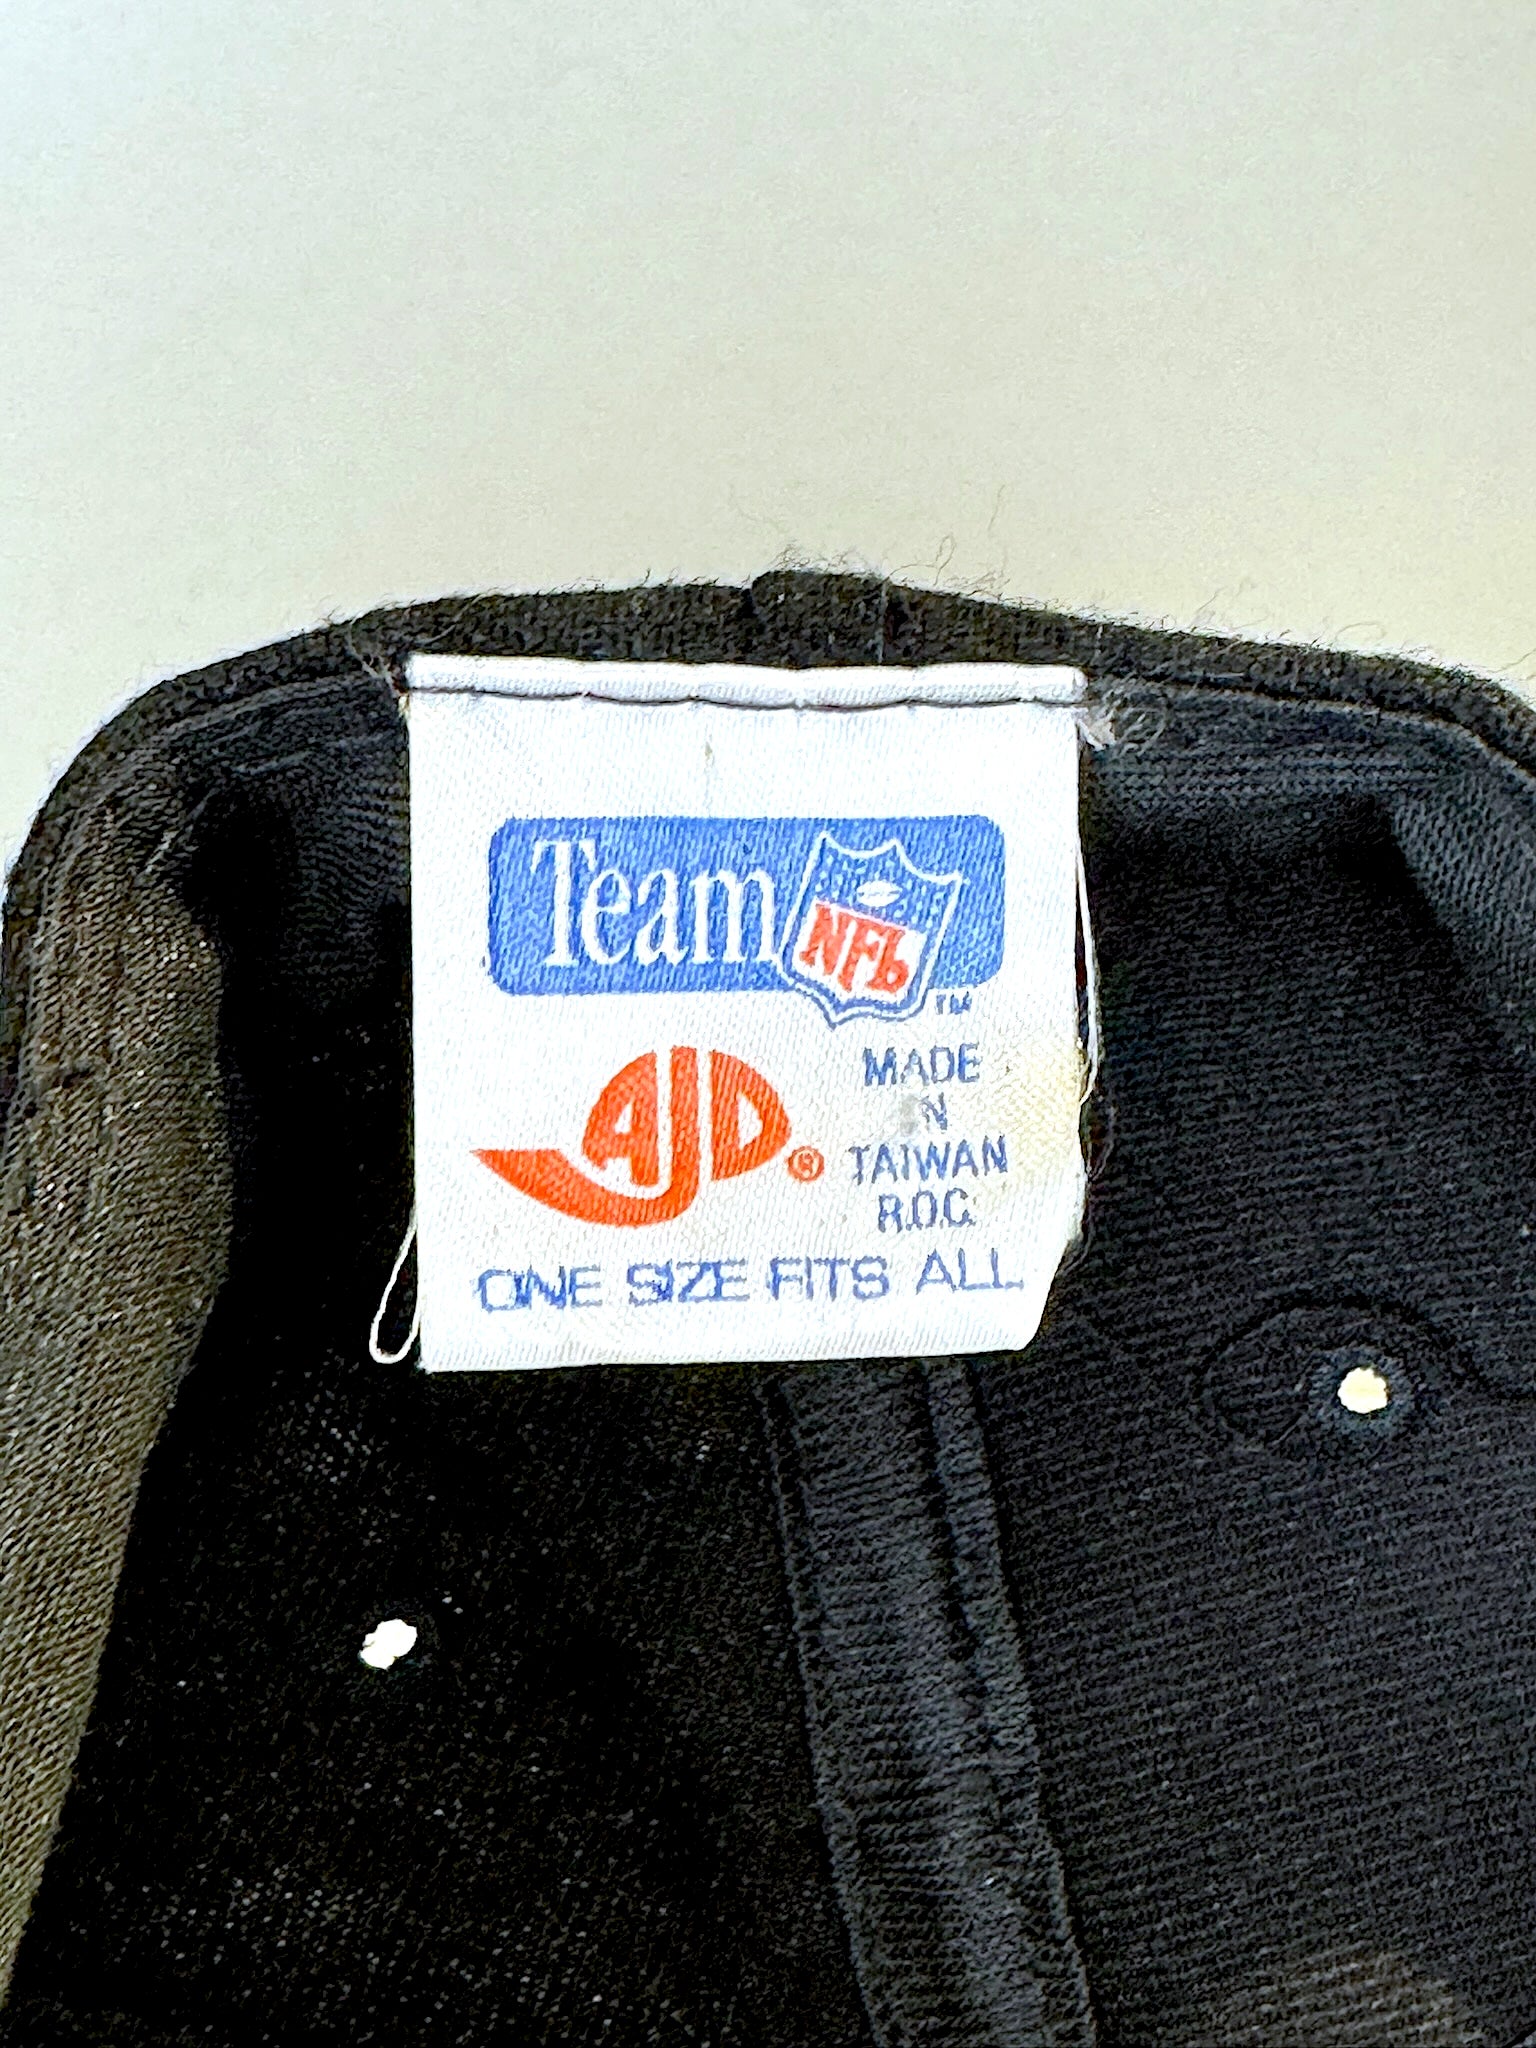 Team NFL
TM
AJD®
MADE
IN
TAIWAN
R.O.C.
ONE SIZE FITS ALL